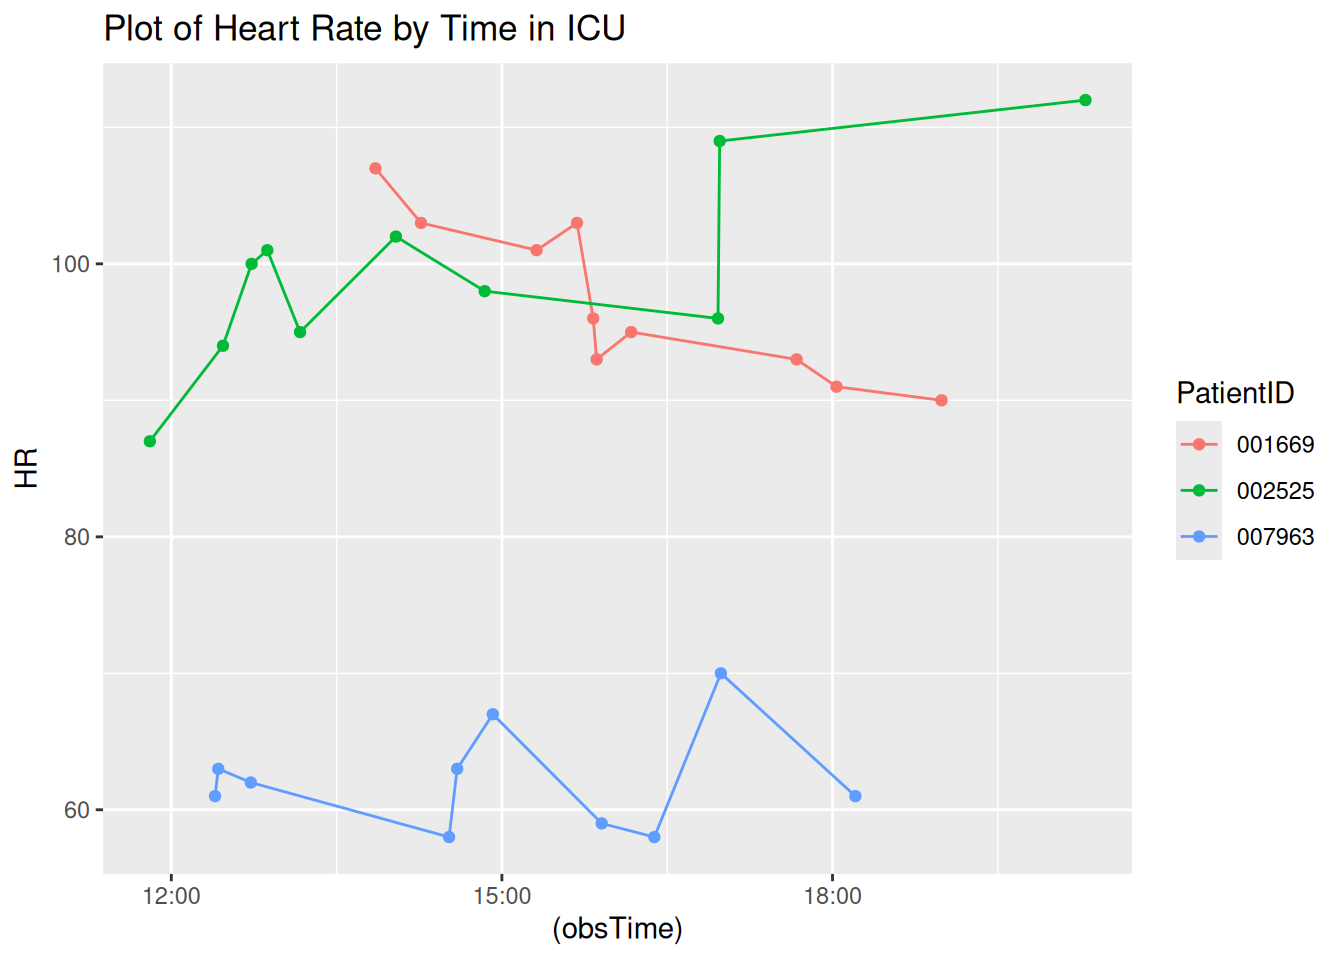 Plot of Heart Rate by Time in ICU
HR
100
80
60
12:00 15:00 18:00
(obsTime)
PatientID
001669
002525
007963